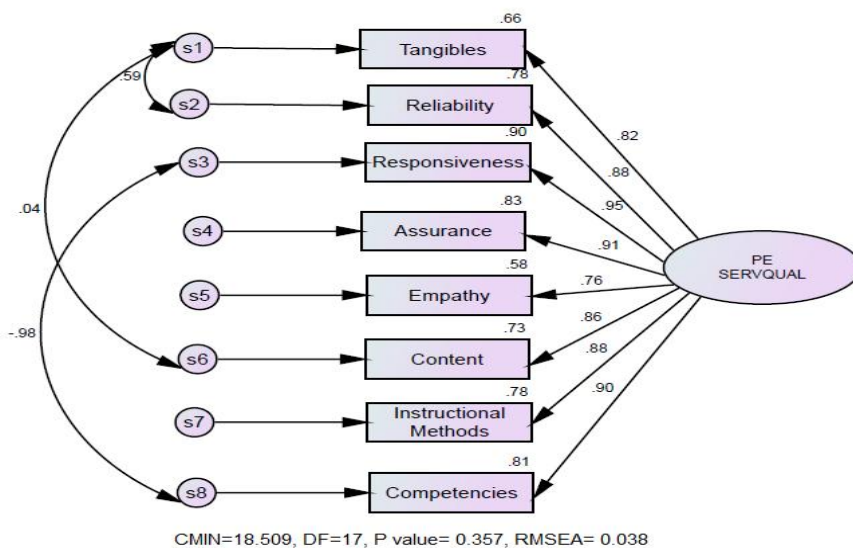 .66
s1
Tangibles
.59
.78
s2
Reliability
.82
.90
.88
s3
Responsiveness
.95
.04
.83
s4
Assurance
.91
PE
SERVQUAL
.58
.76
s5
Empathy
.86
-.98
.73
s6
Content
.88
.90
.78
s7
Instructional
Methods
.81
s8
Competencies
CMIN=18.509, DF=17, P value= 0.357, RMSEA= 0.038